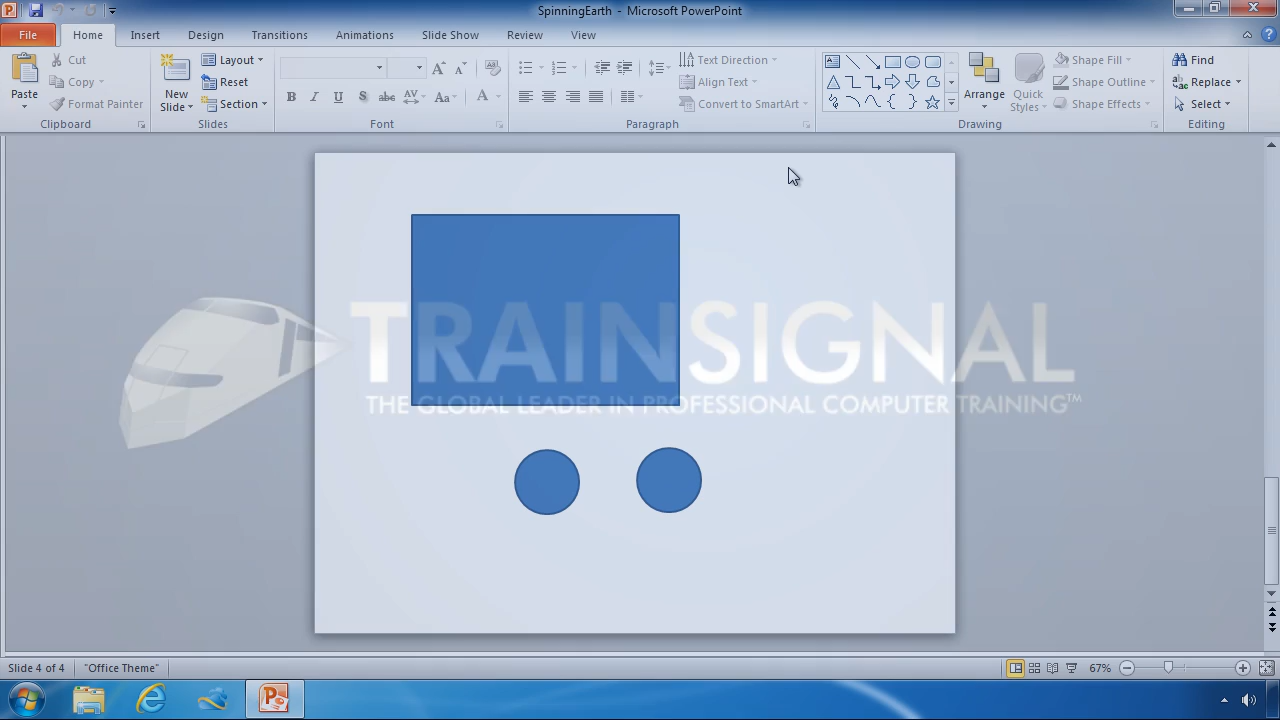 SpinningEarth - Microsoft PowerPoint
File Home Insert Design Transitions Animations Slide Show Review View
Paste Cut Copy Format Painter
Clipboard
New Slide Layout Reset Section
Slides
B I U S abc AV Aa A
Font
Text Direction Align Text Convert to SmartArt
Paragraph
Arrange Quick Styles Shape Fill Shape Outline Shape Effects
Drawing
Find Replace Select
Editing
TRAINSIGNAL
THE GLOBAL LEADER IN PROFESSIONAL COMPUTER TRAINING™
Slide 4 of 4 "Office Theme" 67%